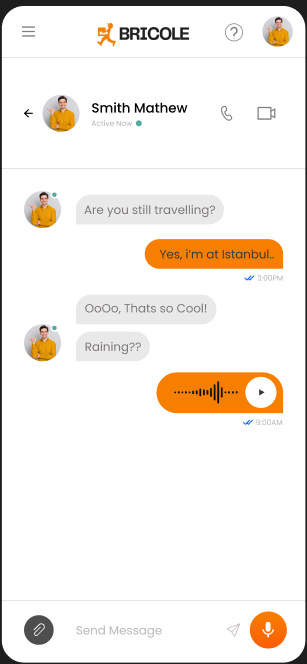 BRICOLE
Smith Mathew
Active Now
Are you still travelling?
Yes, i'm at Istanbul..
3:00PM
OoOo, Thats so Cool!
Raining??
9:00AM
Send Message